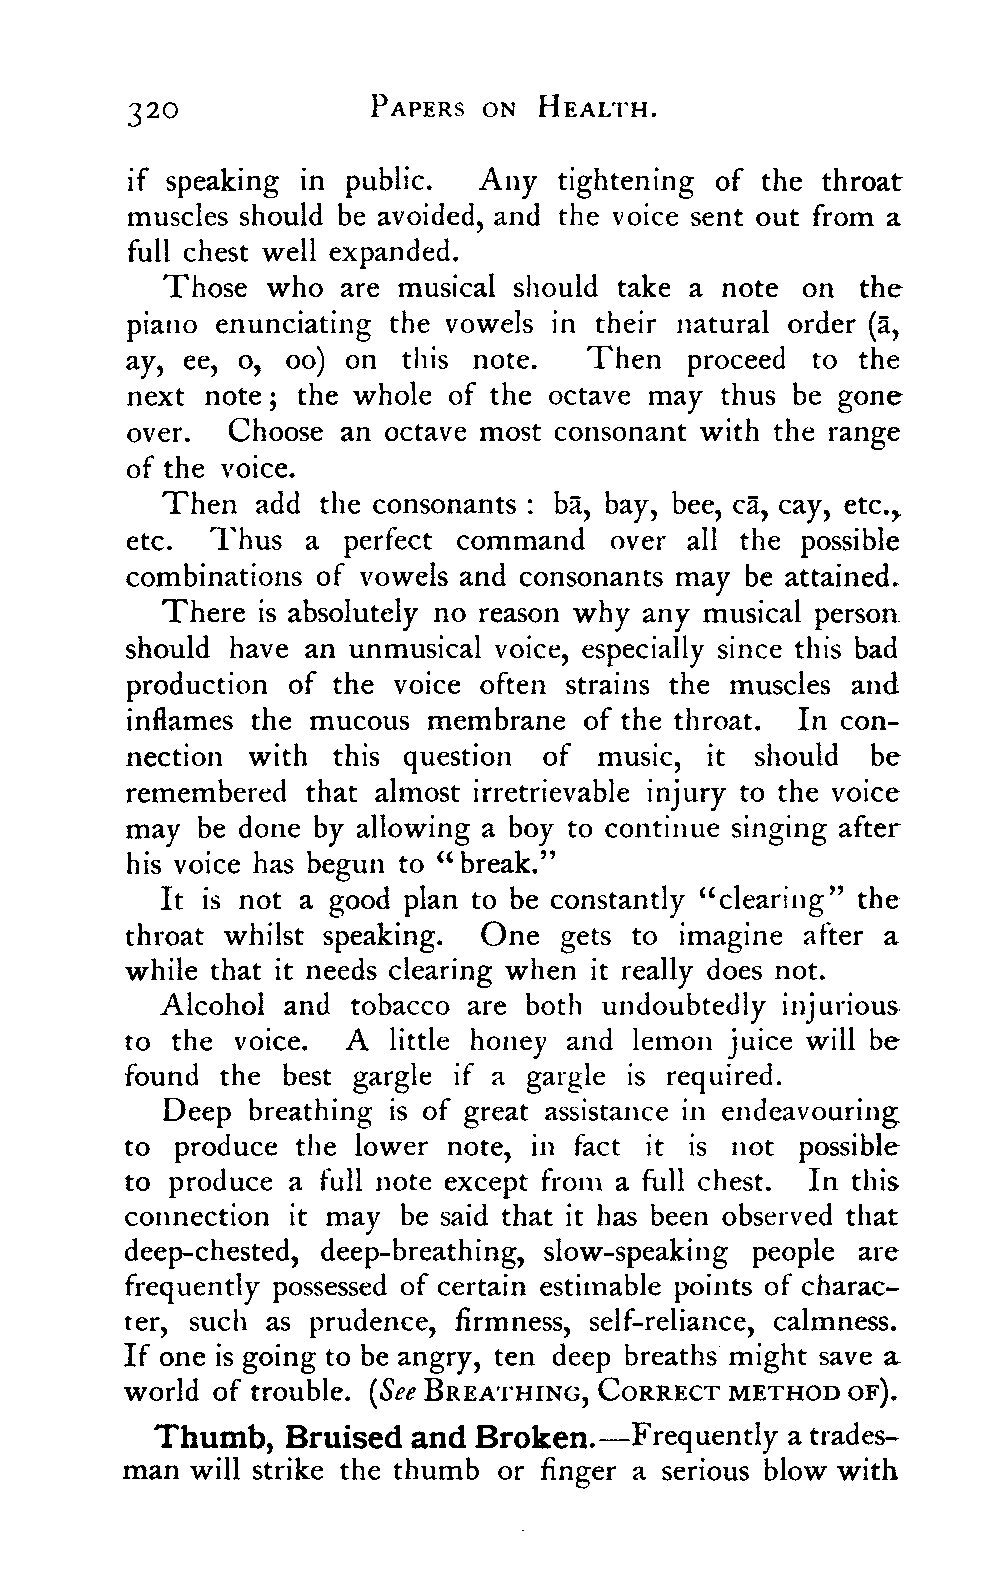 320 PAPERS ON HEALTH.
if speaking in public. Any tightening of the throat
muscles should be avoided, and the voice sent out from a
full chest well expanded.
Those who are musical should take a note on the
piano enunciating the vowels in their natural order (ā,
ay, ee, o, oo) on this note. Then proceed to the
next note; the whole of the octave may thus be gone
over. Choose an octave most consonant with the range
of the voice.
Then add the consonants: bā, bay, bee, cā, cay, etc.,
etc. Thus a perfect command over all the possible
combinations of vowels and consonants may be attained.
There is absolutely no reason why any musical person
should have an unmusical voice, especially since this bad
production of the voice often strains the muscles and
inflames the mucous membrane of the throat. In con-
nection with this question of music, it should be
remembered that almost irretrievable injury to the voice
may be done by allowing a boy to continue singing after
his voice has begun to "break."
It is not a good plan to be constantly "clearing" the
throat whilst speaking. One gets to imagine after a
while that it needs clearing when it really does not.
Alcohol and tobacco are both undoubtedly injurious
to the voice. A little honey and lemon juice will be
found the best gargle if a gargle is required.
Deep breathing is of great assistance in endeavouring
to produce the lower note, in fact it is not possible
to produce a full note except from a full chest. In this
connection it may be said that it has been observed that
deep-chested, deep-breathing, slow-speaking people are
frequently possessed of certain estimable points of charac-
ter, such as prudence, firmness, self-reliance, calmness.
If one is going to be angry, ten deep breaths might save a
world of trouble. (See BREATHING, CORRECT METHOD OF).
Thumb, Bruised and Broken.—Frequently a trades-
man will strike the thumb or finger a serious blow with